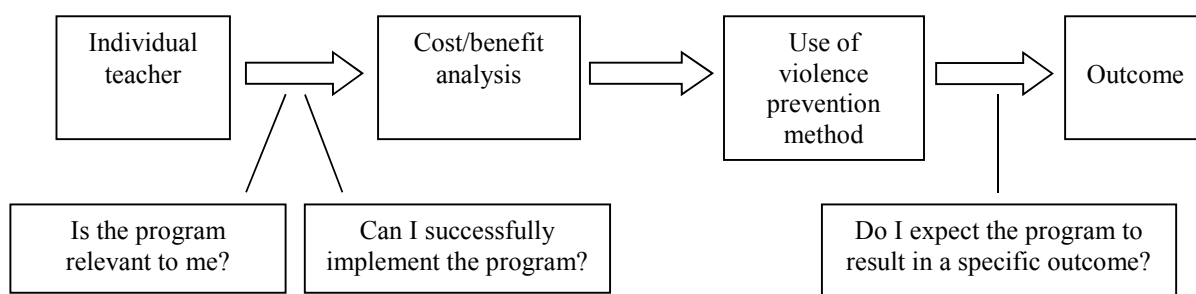 Individual
teacher
Cost/benefit
analysis
Use of
violence
prevention
method
Outcome
Is the program
relevant to me?
Can I successfully
implement the program?
Do I expect the program to
result in a specific outcome?